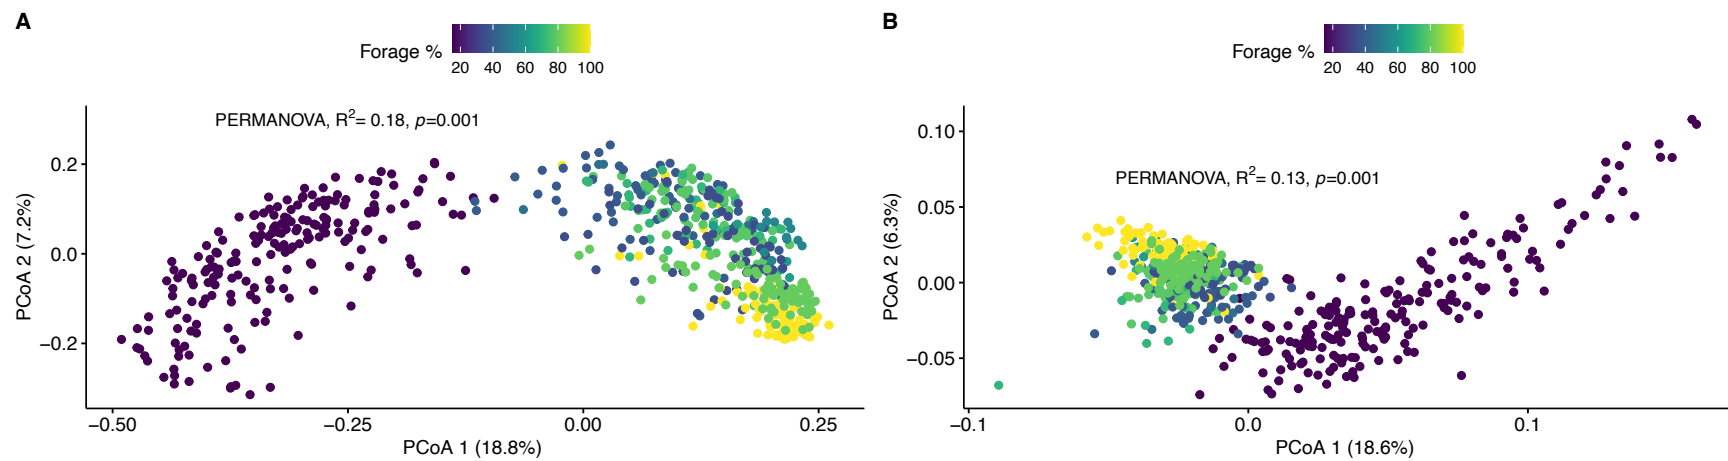 A
Forage %
20 40 60 80 100
PERMANOVA, R²= 0.18, p=0.001
0.2
0.0
−0.2
PCoA 2 (7.2%)
−0.50 −0.25 0.00 0.25
PCoA 1 (18.8%)
B
Forage %
20 40 60 80 100
PERMANOVA, R²= 0.13, p=0.001
0.10
0.05
0.00
−0.05
PCoA 2 (6.3%)
−0.1 0.0 0.1
PCoA 1 (18.6%)